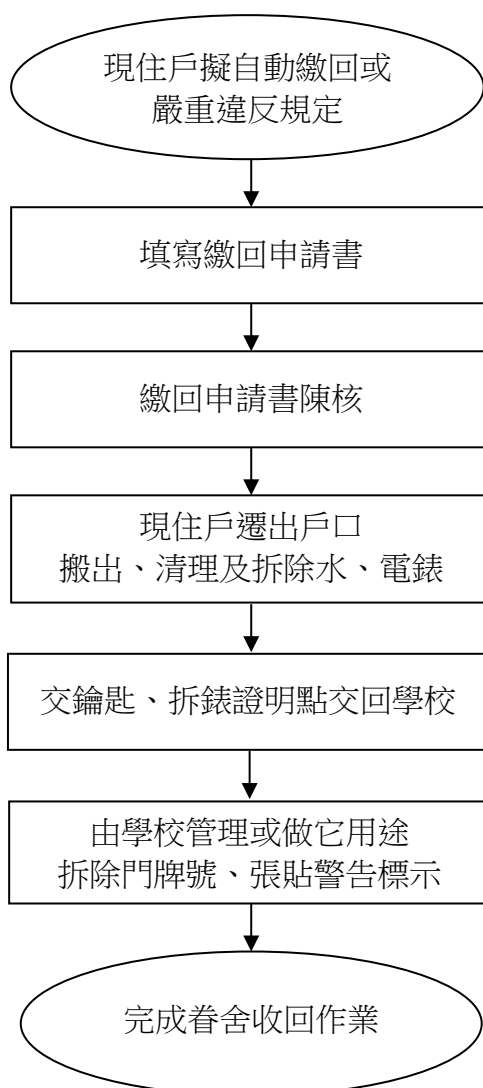 現住戶擬自動繳回或
嚴重違反規定
填寫繳回申請書
繳回申請書陳核
現住戶遷出戶口
搬出、清理及拆除水、電錶
交鑰匙、拆錶證明點交回學校
由學校管理或做它用途
拆除門牌號、張貼警告標示
完成眷舍收回作業